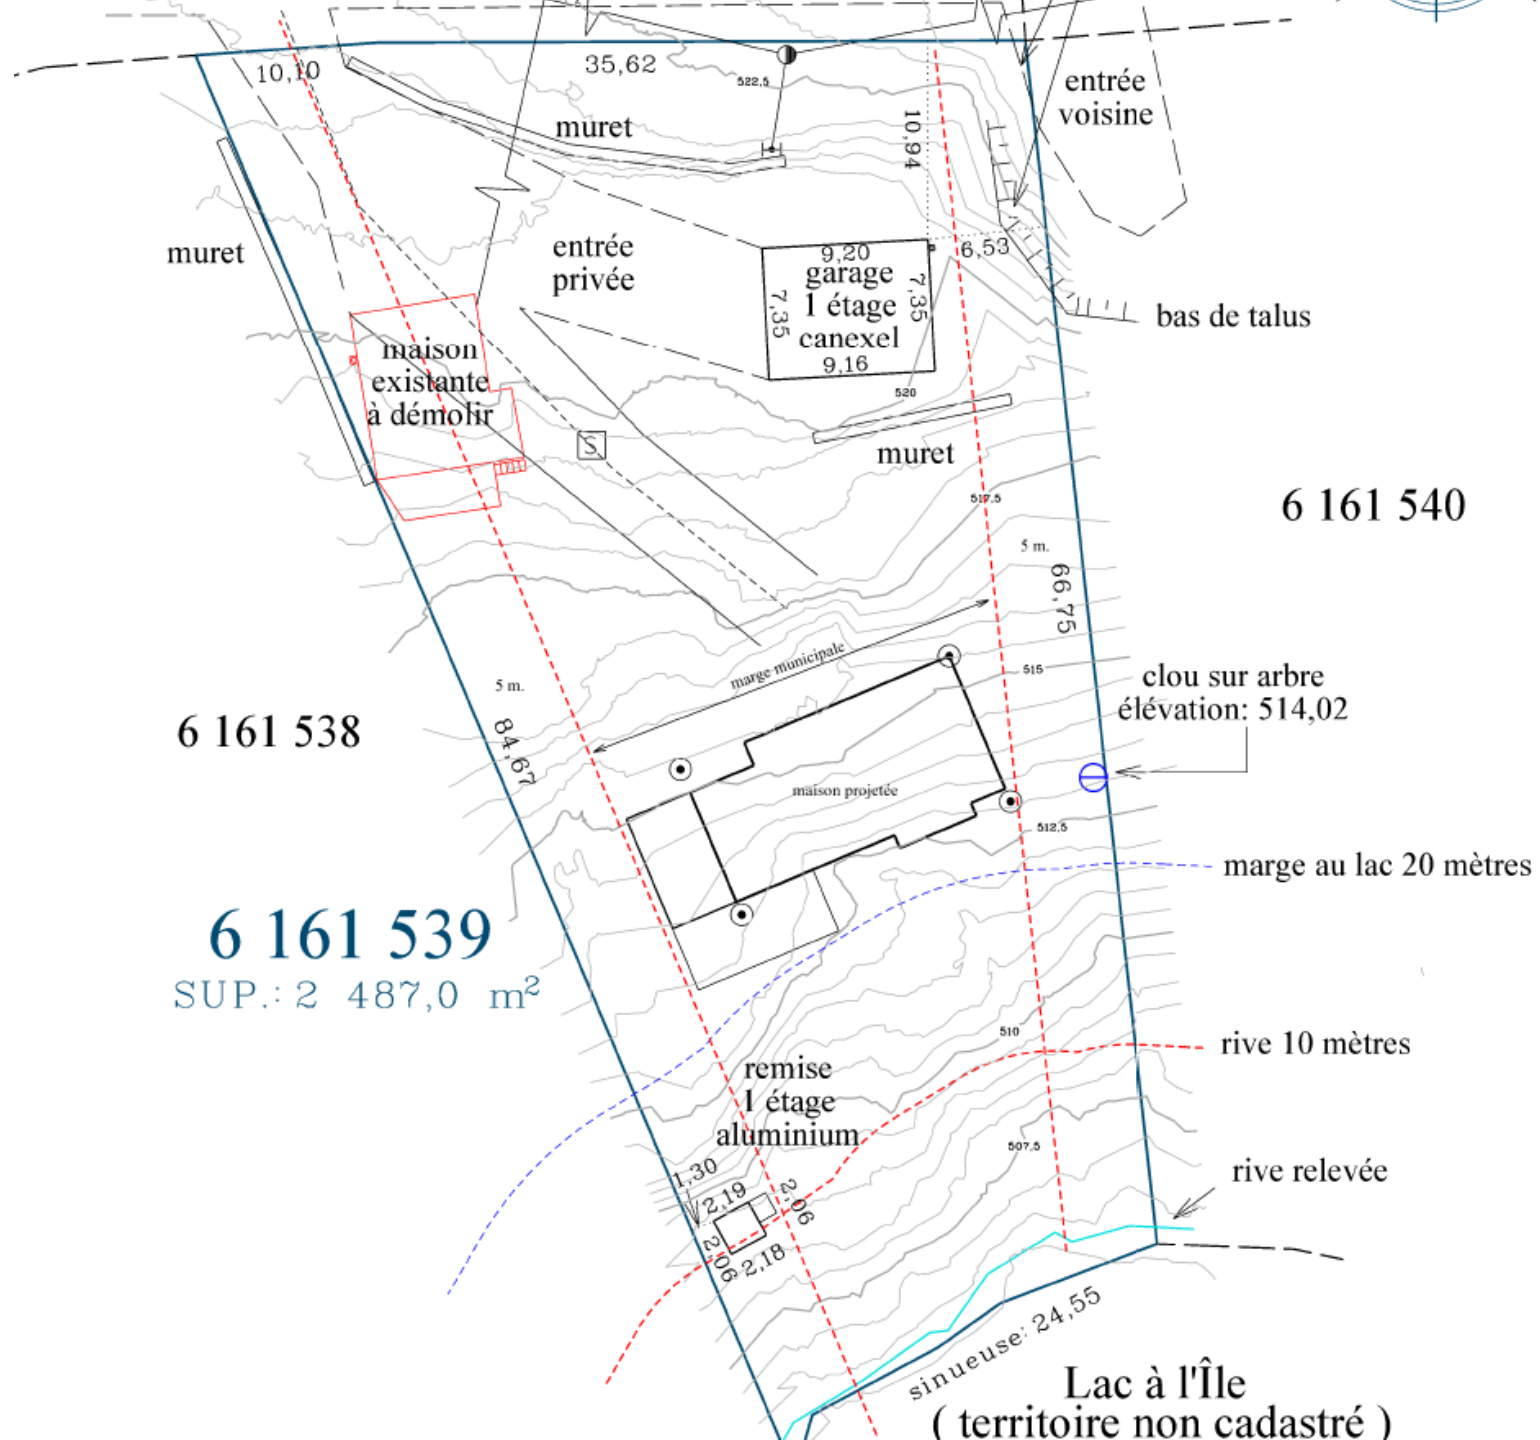 10,10
35,62
522,5
entrée
voisine
muret
10,94
muret
entrée
privée
9,20
6,53
garage
1 étage
canexel
7,35
7,35
9,16
bas de talus
maison
existante
à démolir
520
S
muret
517,5
6 161 540
5 m.
66,75
marge municipale
515
clou sur arbre
élévation: 514,02
5 m.
6 161 538
84,67
maison projetée
512,5
marge au lac 20 mètres
6 161 539
SUP.: 2 487,0 m²
510
rive 10 mètres
remise
1 étage
aluminium
507,5
rive relevée
1,30
2,19
2,06
2,06
2,18
sinueuse: 24,55
Lac à l'Île
( territoire non cadastré )